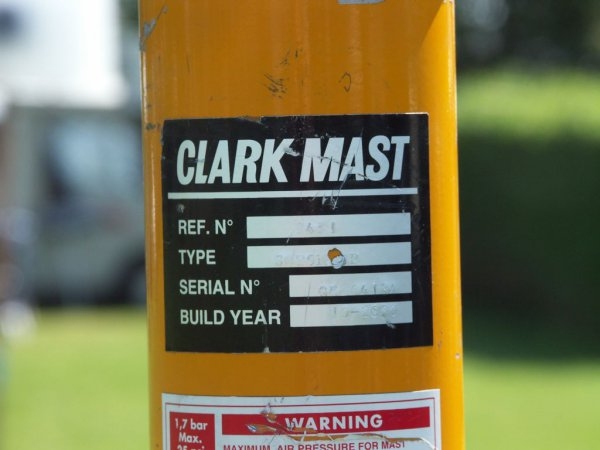 CLARK MAST
REF. N°
TYPE
SERIAL N°
BUILD YEAR
1,7 bar
Max.
WARNING
MAXIMUM AIR PRESSURE FOR MAST